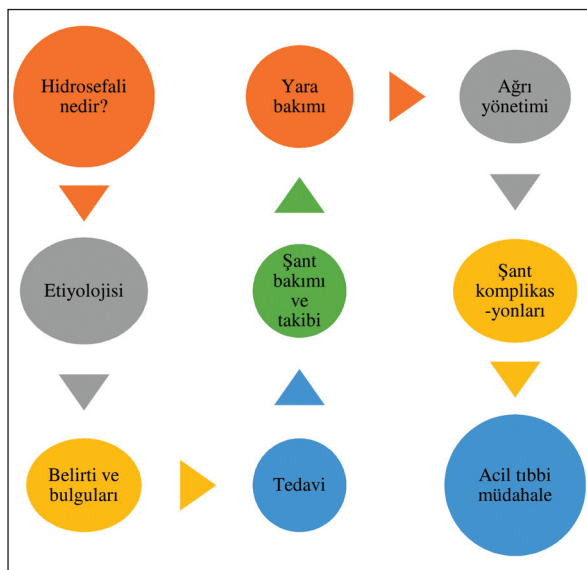 Hidrosefali
nedir?
Etiyolojisi
Belirti ve
bulguları
Tedavi
Şant
bakımı
ve
takibi
Yara
bakımı
Ağrı
yönetimi
Şant
komplikas
-yonları
Acil tıbbi
müdahale